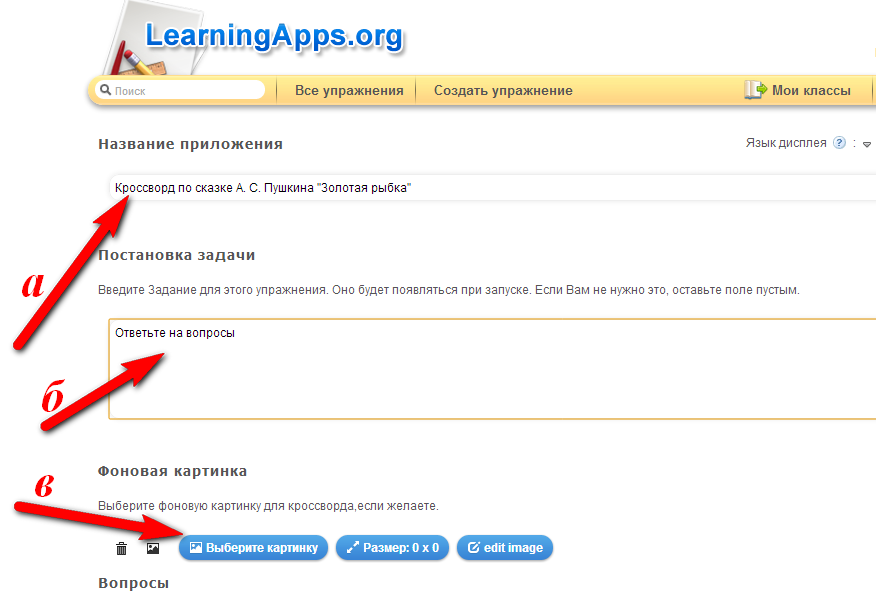 LearningApps.org
Поиск
Все упражнения
Создать упражнение
Мои классы
Название приложения
Язык дисплея ? :
Кроссворд по сказке А. С. Пушкина "Золотая рыбка"
а
Постановка задачи
Введите Задание для этого упражнения. Оно будет появляться при запуске. Если Вам не нужно это, оставьте поле пустым.
Ответьте на вопросы
б
Фоновая картинка
в
Выберите фоновую картинку для кроссворда,если желаете.
Выберите картинку
Размер: 0 x 0
edit image
Вопросы